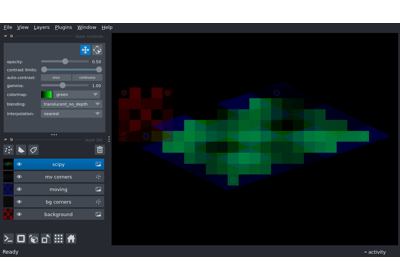 File View Layers Plugins Window Help
opacity: 0.50
contrast limits:
auto-contrast: once continuous
gamma: 1.00
colormap: green
blending: translucent_no_depth
interpolation: nearest
scipy
mv corners
moving
bg corners
background
Ready
activity